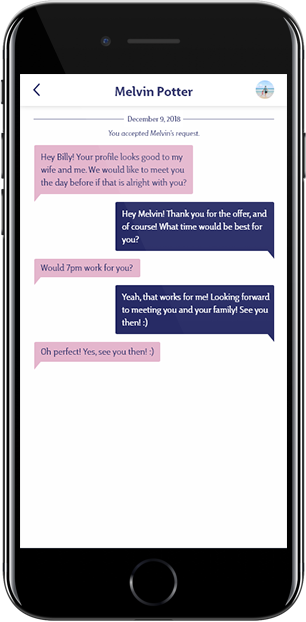 Melvin Potter
December 9, 2018
You accepted Melvin's request.
Hey Billy! Your profile looks good to my
wife and me. We would like to meet you
the day before if that is alright with you?
Hey Melvin! Thank you for the offer, and
of course! What time would be best for
you?
Would 7pm work for you?
Yeah, that works for me! Looking forward
to meeting you and your family! See you
then! :)
Oh perfect! Yes, see you then! :)